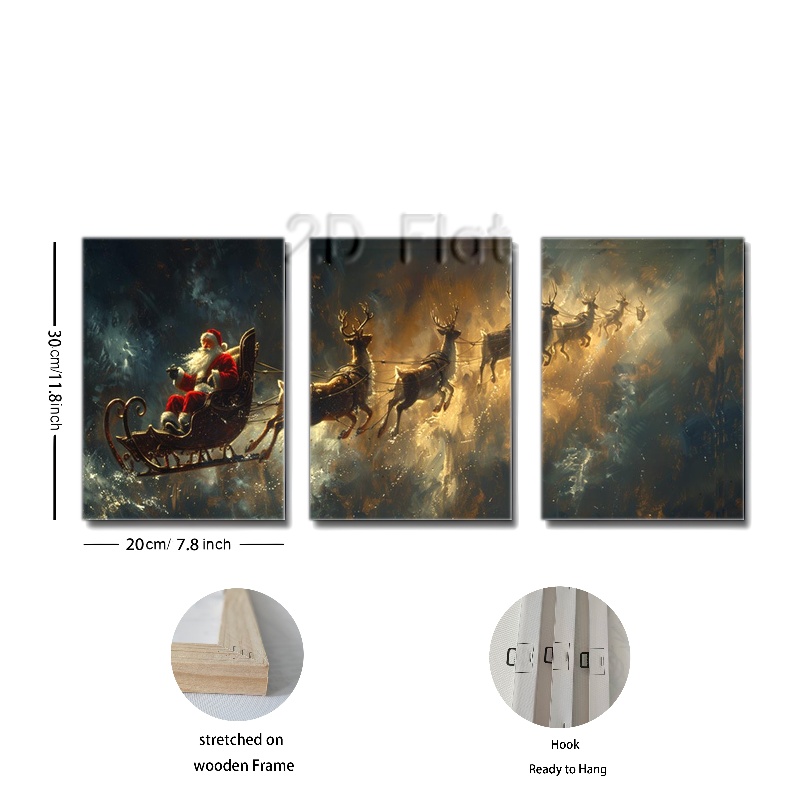 2D Flat
30cm/11.8inch
20cm/ 7.8 inch
stretched on
wooden Frame
Hook
Ready to Hang